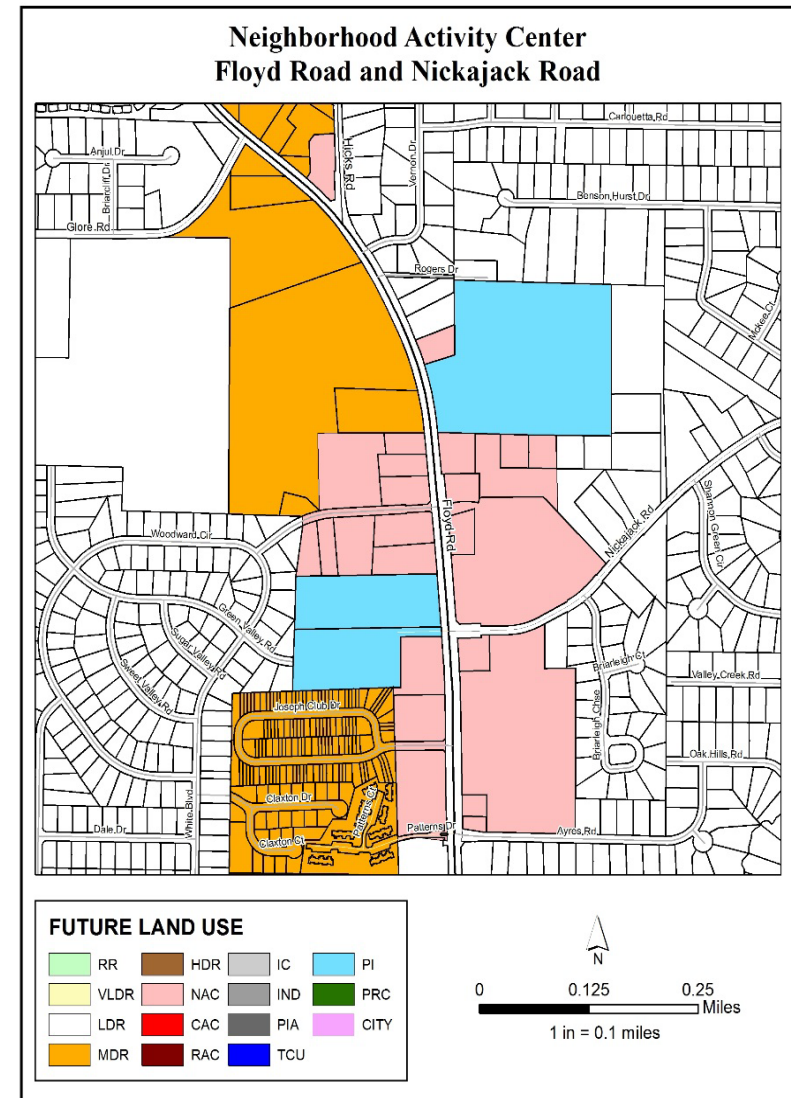 Neighborhood Activity Center
Floyd Road and Nickajack Road
Carlouetta Rd
Anjul Dr
Hicks Rd
Vernon Dr
Briarcliff Dr
Benson Hurst Dr
Glore Rd
Rogers Dr
McKee Ct
Floyd Rd
Nickajack Rd
Shannon Green Cir
Woodward Cir
Green Valley Rd
Sugar Valley Rd
Sweet Valley Rd
Briarleigh Ct
Valley Creek Rd
Joseph Club Dr
Briarleigh Chse
Oak Hills Rd
Claxton Dr
Patterns Ct
White Blvd
Dale Dr
Patterns Dr
Ayres Rd
Claxton Ct
FUTURE LAND USE
RR HDR IC PI
VLDR NAC IND PRC
LDR CAC PIA CITY
MDR RAC TCU
N
0 0.125 0.25
Miles
1 in = 0.1 miles